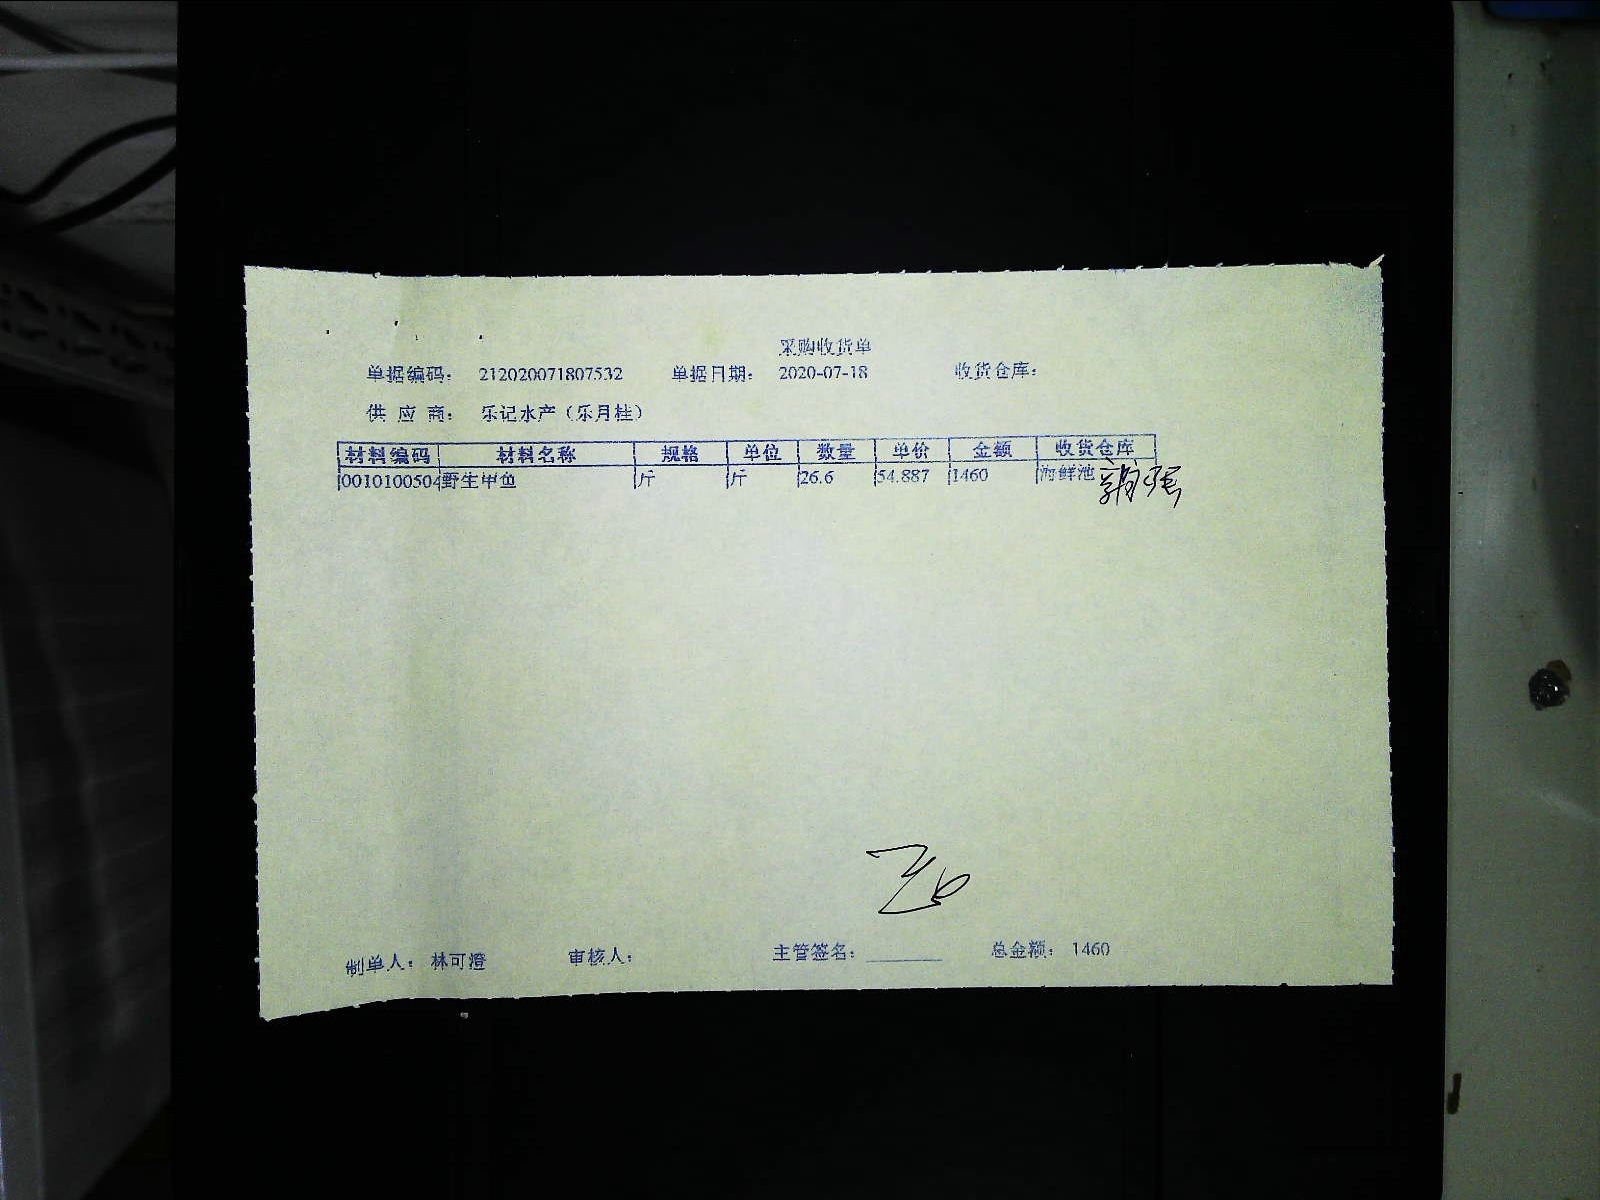 采购收货单
单据编码： 212020071807532 单据日期： 2020-07-18 收货仓库：
供 应 商： 乐记水产（乐月桂）
材料编码 材料名称 规格 单位 数量 单价 金额 收货仓库
0010100504 野生甲鱼 斤 斤 26.6 54.887 1460 海鲜池
制单人： 林可澄 审核人： 主管签名： 总金额： 1460